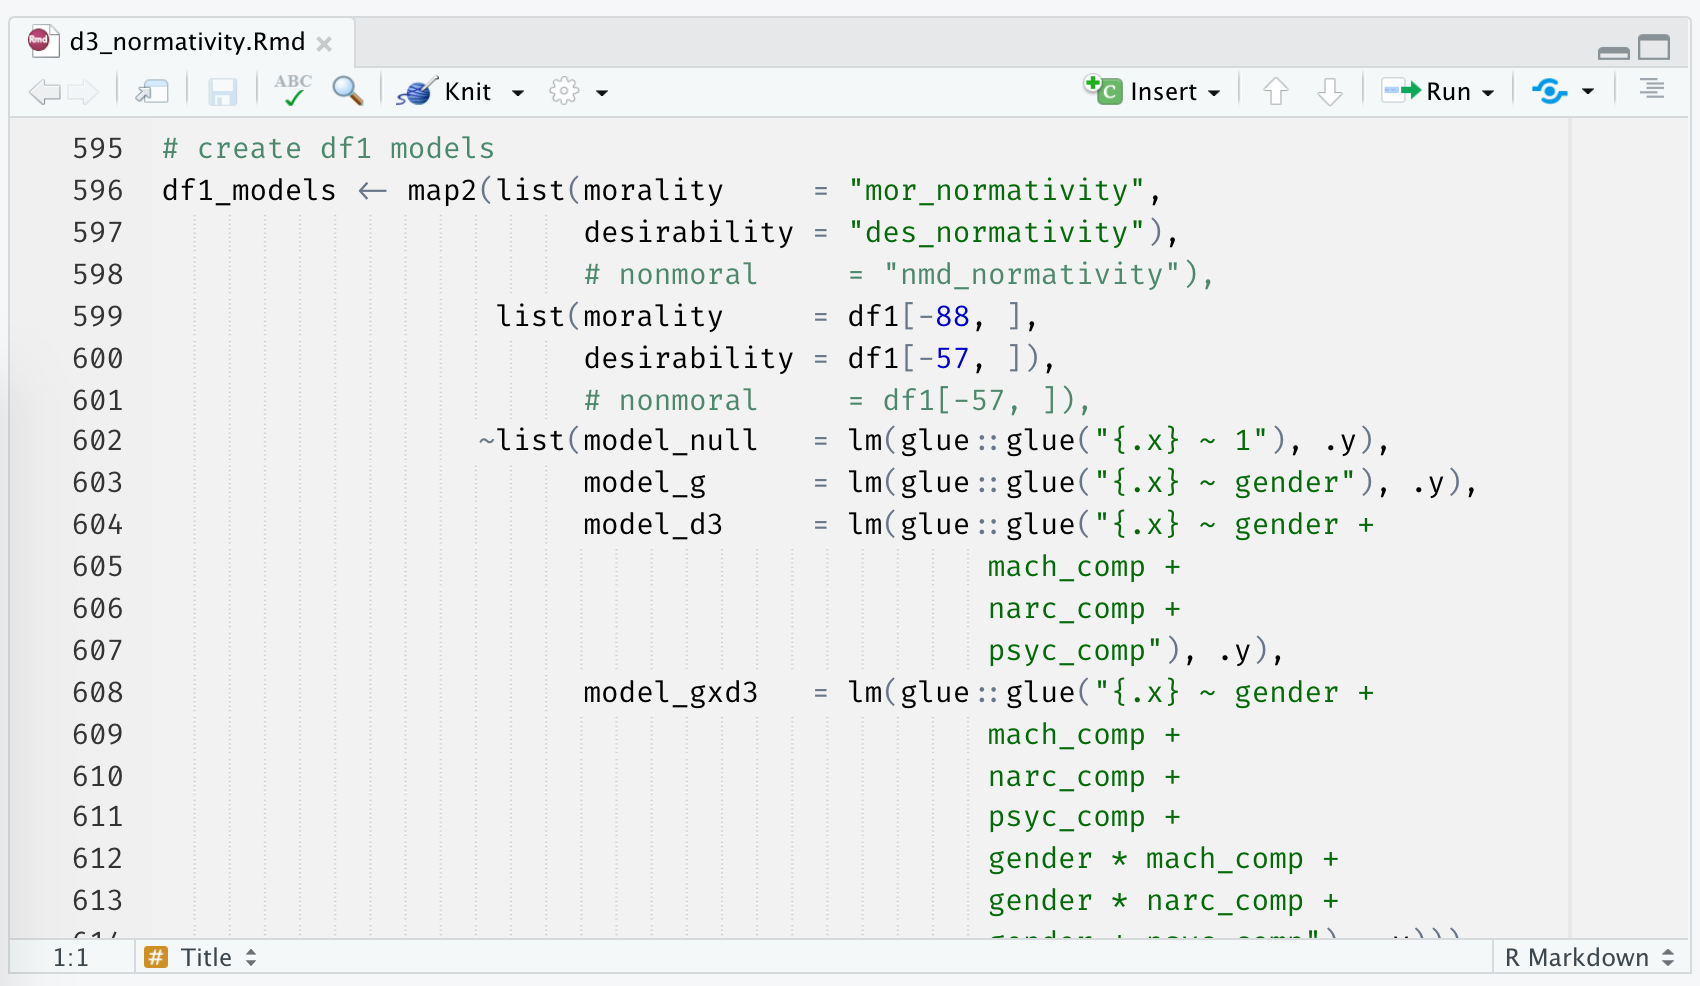 d3_normativity.Rmd
ABC Knit Insert Run
595 # create df1 models
596 df1_models <- map2(list(morality     = "mor_normativity",
597                         desirability = "des_normativity"),
598                         # nonmoral     = "nmd_normativity"),
599                    list(morality     = df1[-88, ],
600                         desirability = df1[-57, ]),
601                         # nonmoral     = df1[-57, ]),
602                   ~list(model_null   = lm(glue::glue("{.x} ~ 1"), .y),
603                         model_g      = lm(glue::glue("{.x} ~ gender"), .y),
604                         model_d3     = lm(glue::glue("{.x} ~ gender +
605                                                mach_comp +
606                                                narc_comp +
607                                                psyc_comp"), .y),
608                         model_gxd3   = lm(glue::glue("{.x} ~ gender +
609                                                mach_comp +
610                                                narc_comp +
611                                                psyc_comp +
612                                                gender * mach_comp +
613                                                gender * narc_comp +
1:1 # Title R Markdown